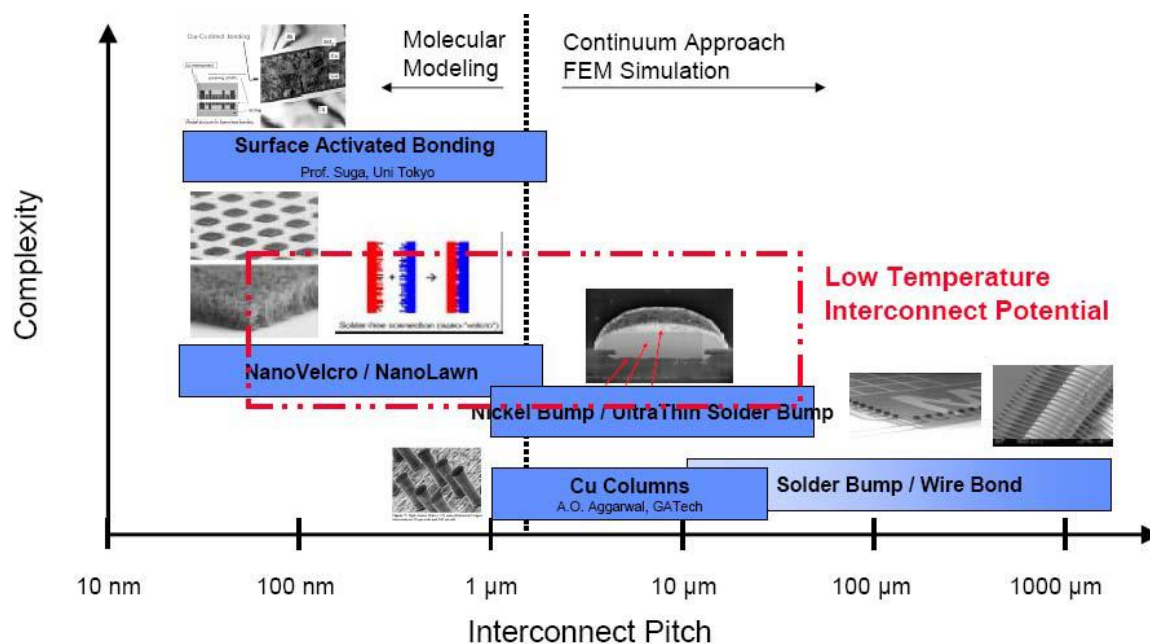 Molecular
Modeling
Continuum Approach
FEM Simulation
Surface Activated Bonding
Prof. Suga, Uni Tokyo
Complexity
Low Temperature
Interconnect Potential
NanoVelcro / NanoLawn
Nickel Bump / UltraThin Solder Bump
Cu Columns
A.O. Aggarwal, GATech
Solder Bump / Wire Bond
10 nm
100 nm
1 µm
10 µm
100 µm
1000 µm
Interconnect Pitch